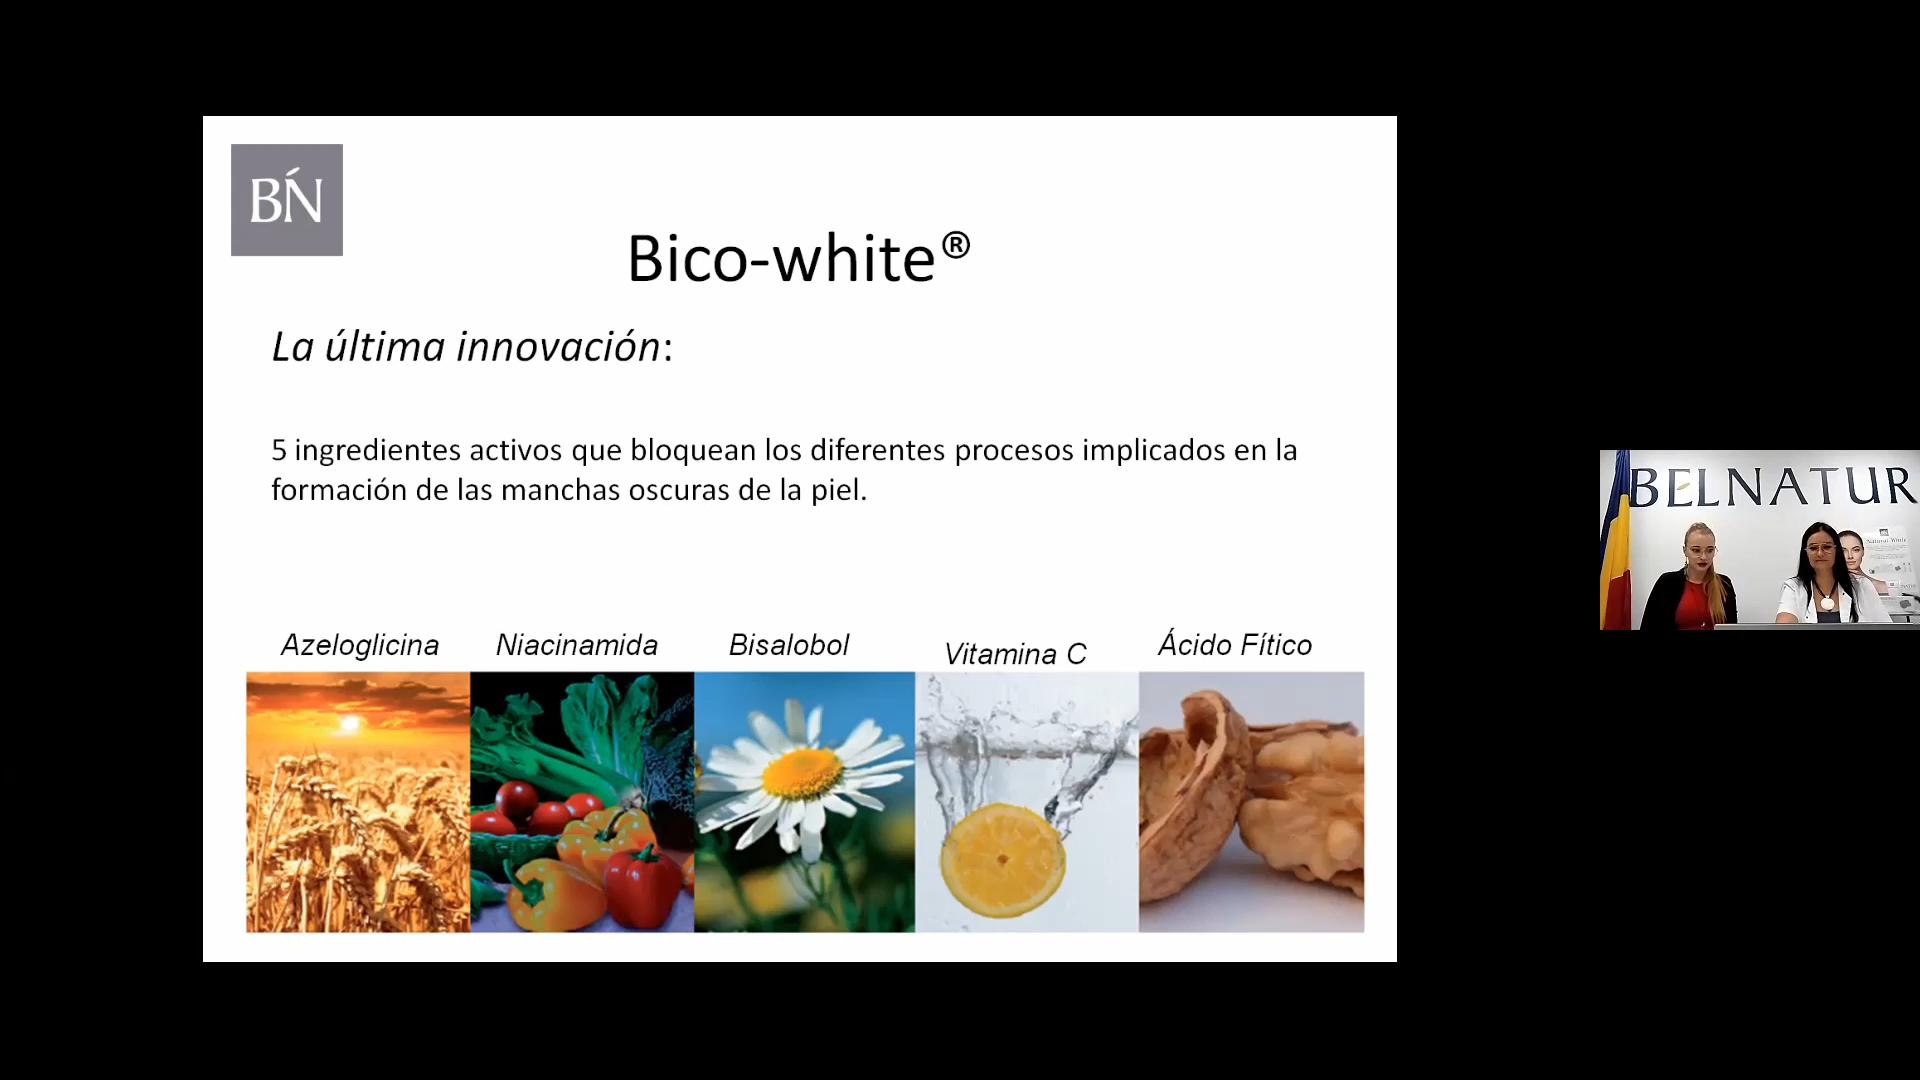 BŃ
Bico-white®
La última innovación:
5 ingredientes activos que bloquean los diferentes procesos implicados en la
formación de las manchas oscuras de la piel.
Azeloglicina
Niacinamida
Bisalobol
Vitamina C
Ácido Fítico
BELNATUR